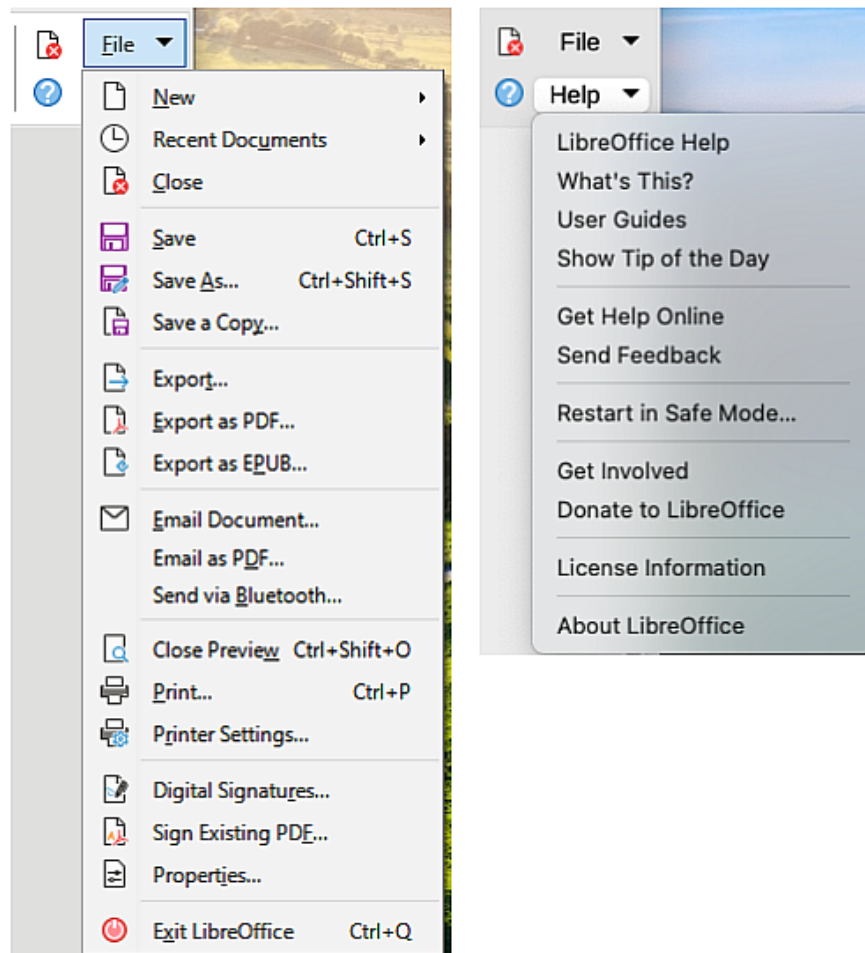 File
New
Recent Documents
Close
Save Ctrl+S
Save As... Ctrl+Shift+S
Save a Copy...
Export...
Export as PDF...
Export as EPUB...
Email Document...
Email as PDF...
Send via Bluetooth...
Close Preview Ctrl+Shift+O
Print... Ctrl+P
Printer Settings...
Digital Signatures...
Sign Existing PDF...
Properties...
Exit LibreOffice Ctrl+Q
File
Help
LibreOffice Help
What's This?
User Guides
Show Tip of the Day
Get Help Online
Send Feedback
Restart in Safe Mode...
Get Involved
Donate to LibreOffice
License Information
About LibreOffice